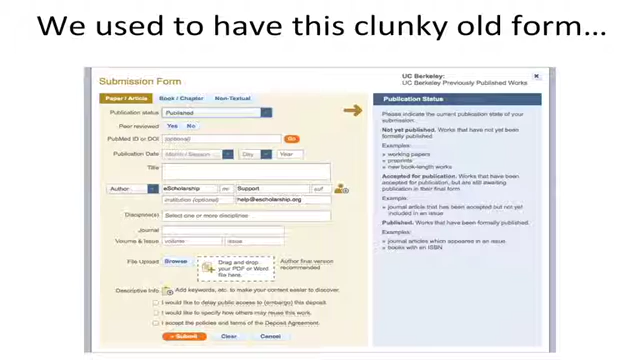 We used to have this clunky old form...
Submission Form
UC Berkeley:
UC Berkeley Previously Published Works
Paper / Article
Book / Chapter
Non-Textual
Publication status
Published
Peer reviewed
Yes No
PubMed ID or DOI
(optional)
Go
Publication Date
Month / Season
Day
Year
Title
Author
eScholarship
mi
Support
suf
institution (optional)
help@escholarship.org
Discipline(s)
Select one or more disciplines
Journal
Volume & Issue
volume
issue
File Upload
Browse
Drag and drop
your PDF or Word
file here.
Author final version
recommended
Descriptive Info
Add keywords, etc. to make your content easier to discover.
I would like to delay public access to (embargo) this deposit
I would like to specify how others may reuse this work.
I accept the policies and terms of the Deposit Agreement.
Submit
Clear
Cancel
Publication Status
Please indicate the current publication state of your
submission.
Not yet published. Works that have not yet been
formally published
Examples:
• working papers
• preprints
• new book-length works
Accepted for publication. Works that have been
accepted for publication, but are still awaiting
publication in their final form
Examples:
• journal article that has been accepted but not yet
included in an issue
Published. Works that have been formally published.
Examples:
• journal articles which appeared in an issue
• books with an ISBN